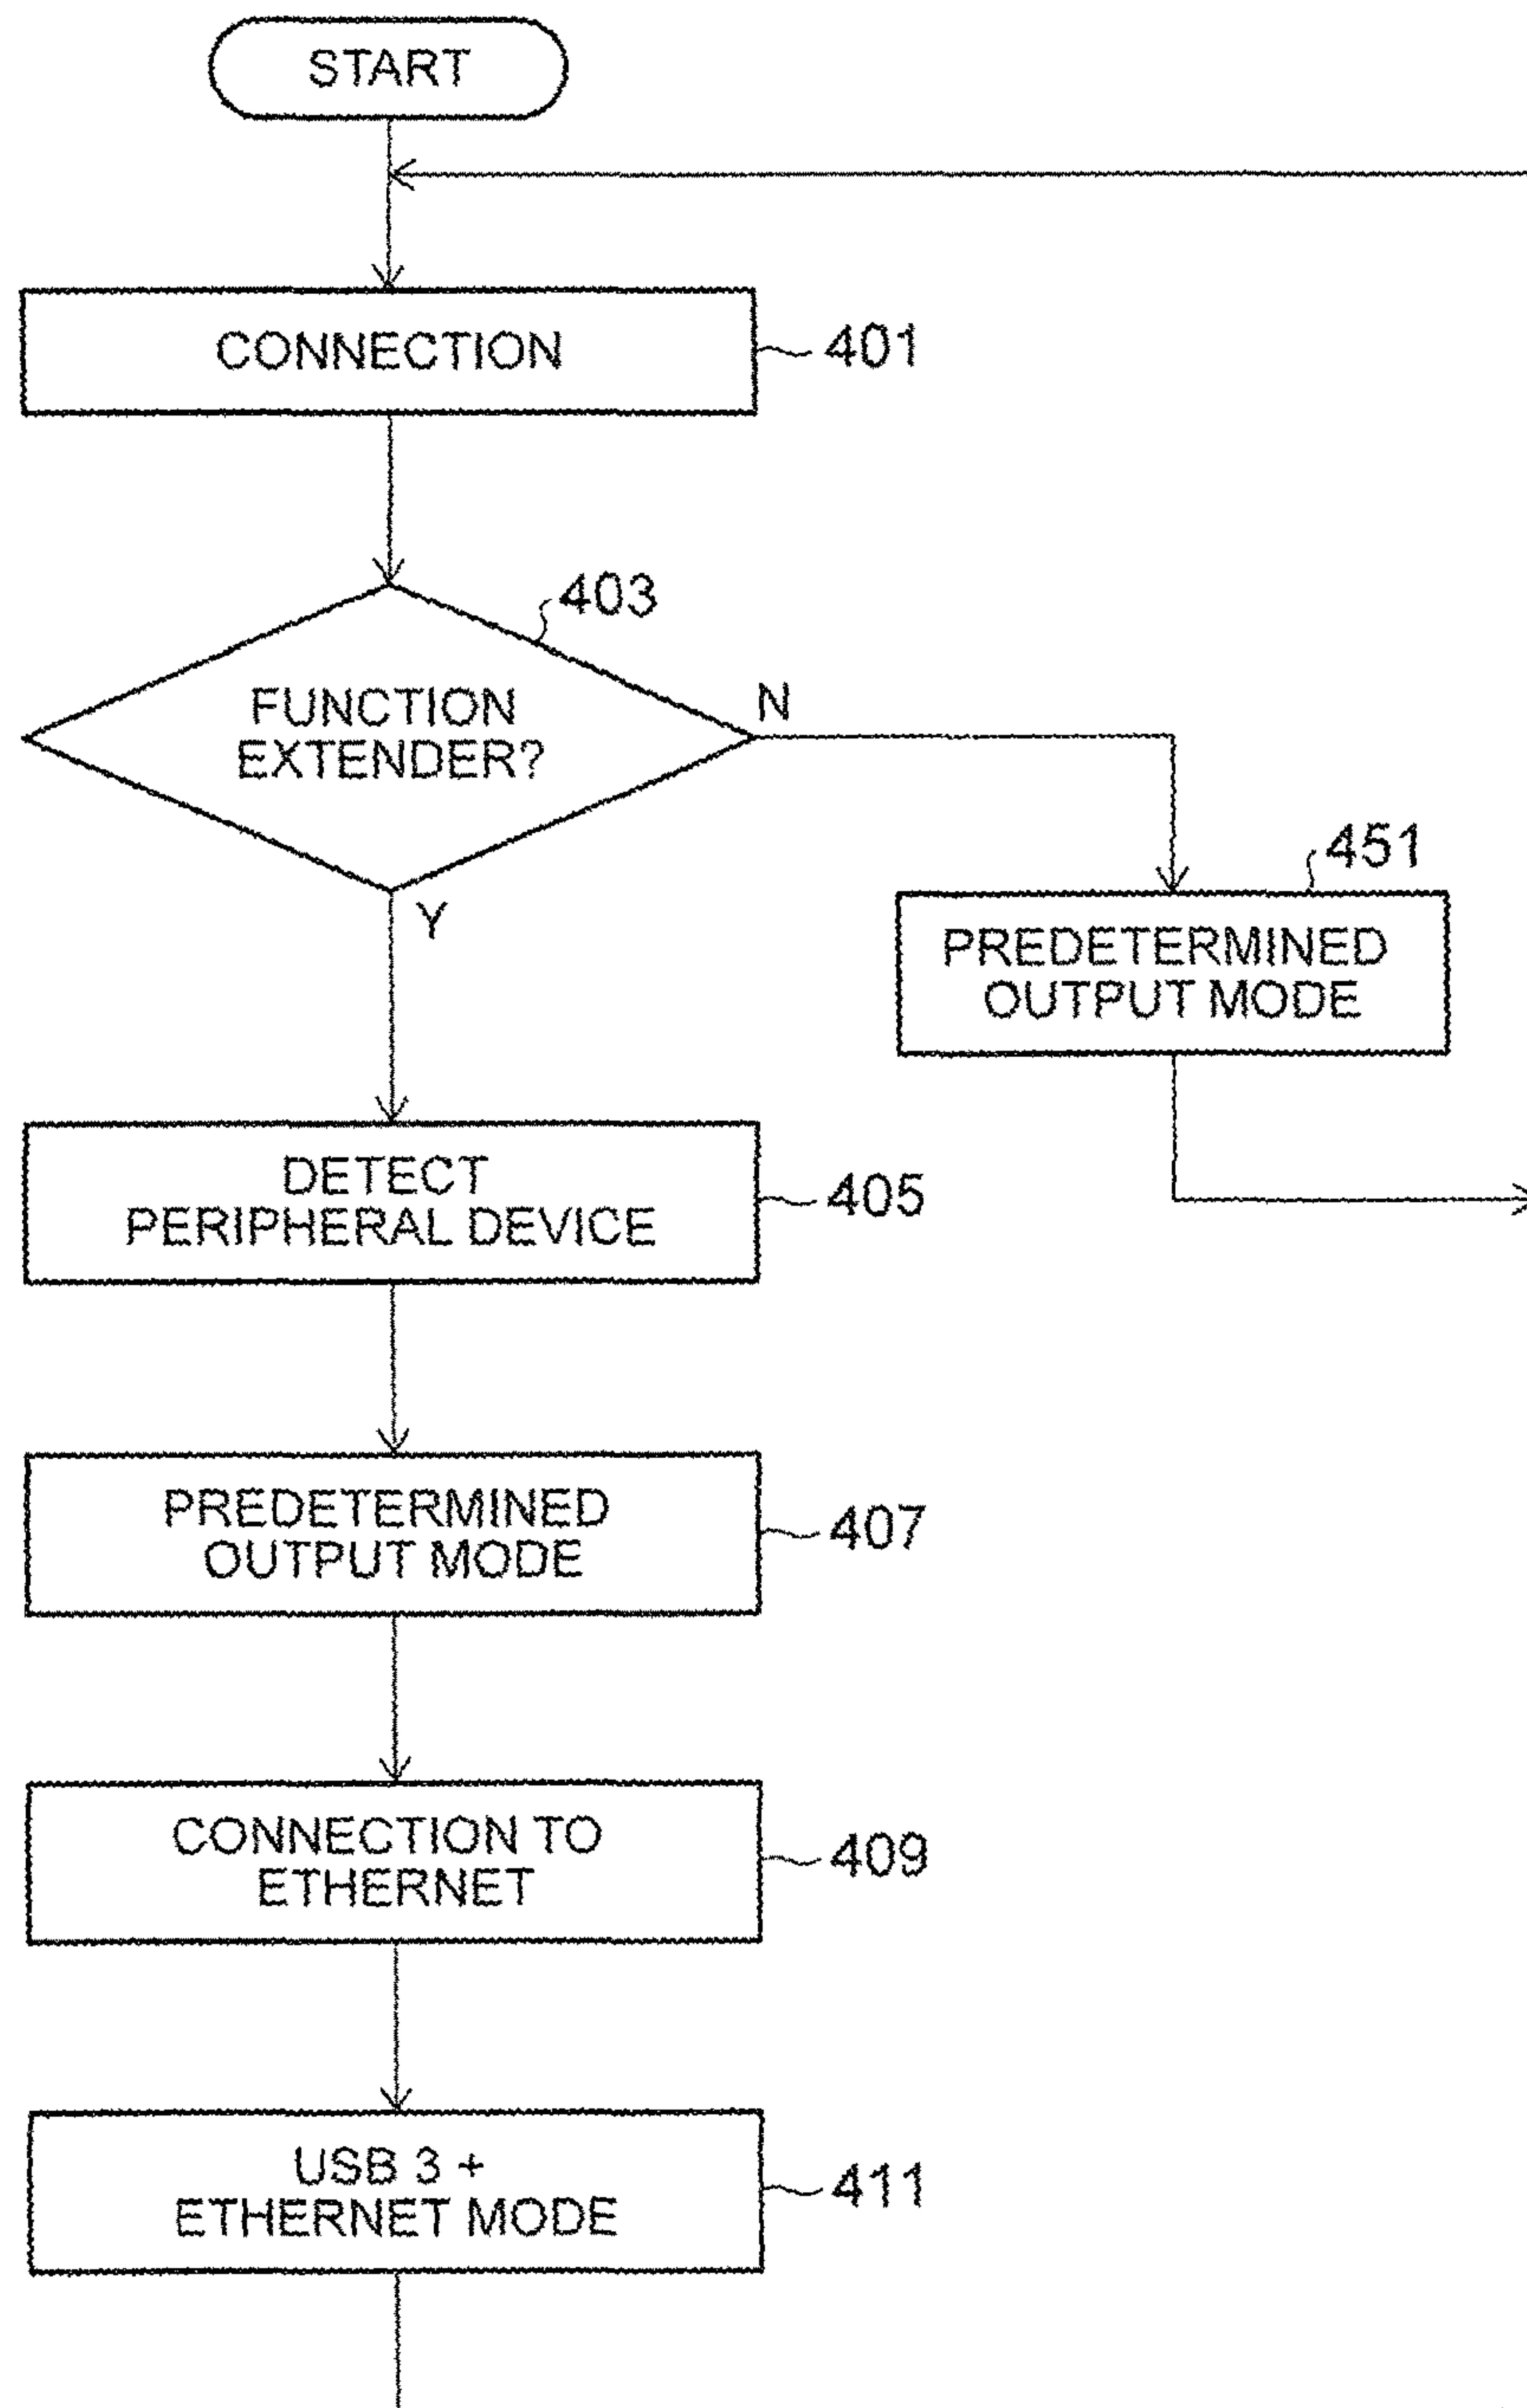 START
CONNECTION
401
403
FUNCTION
EXTENDER?
N
Y
451
PREDETERMINED
OUTPUT MODE
DETECT
PERIPHERAL DEVICE
405
PREDETERMINED
OUTPUT MODE
407
CONNECTION TO
ETHERNET
409
USB 3 +
ETHERNET MODE
411